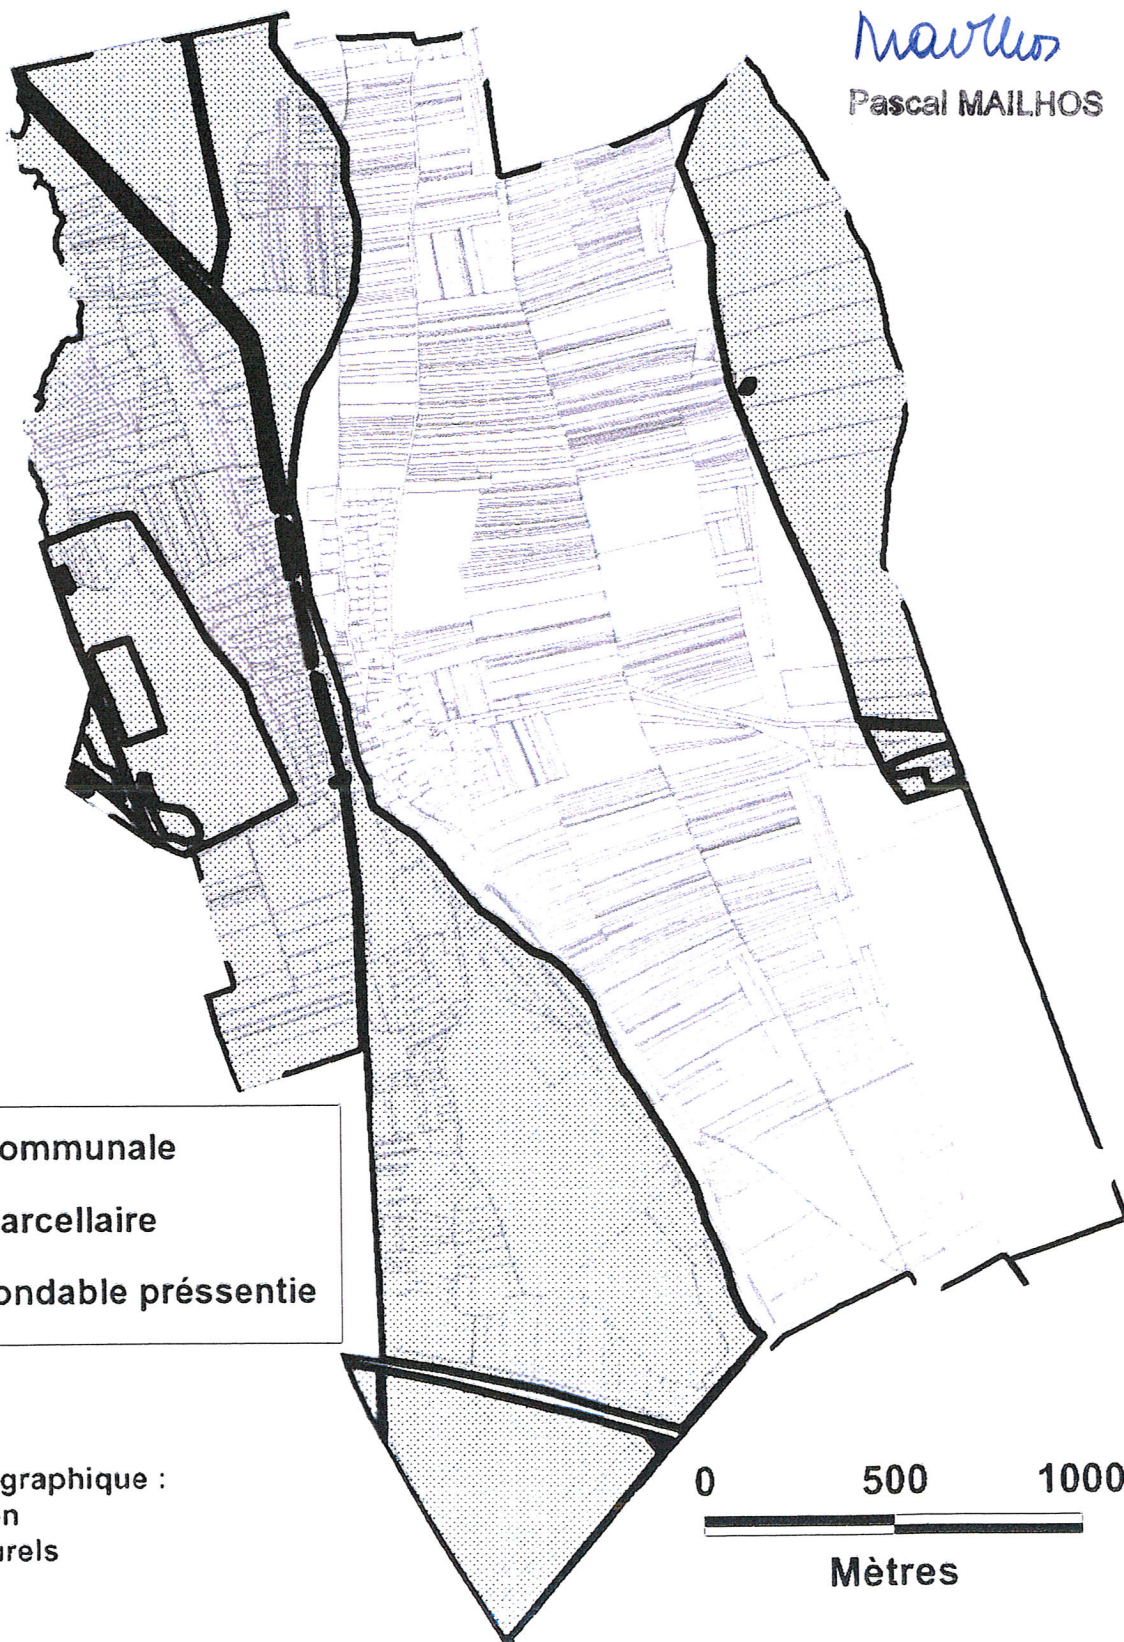 Mailhos
Pascal MAILHOS
ommunale
arcellaire
ondable préssentie
graphique :
n
urels
0 500 1000
Mètres